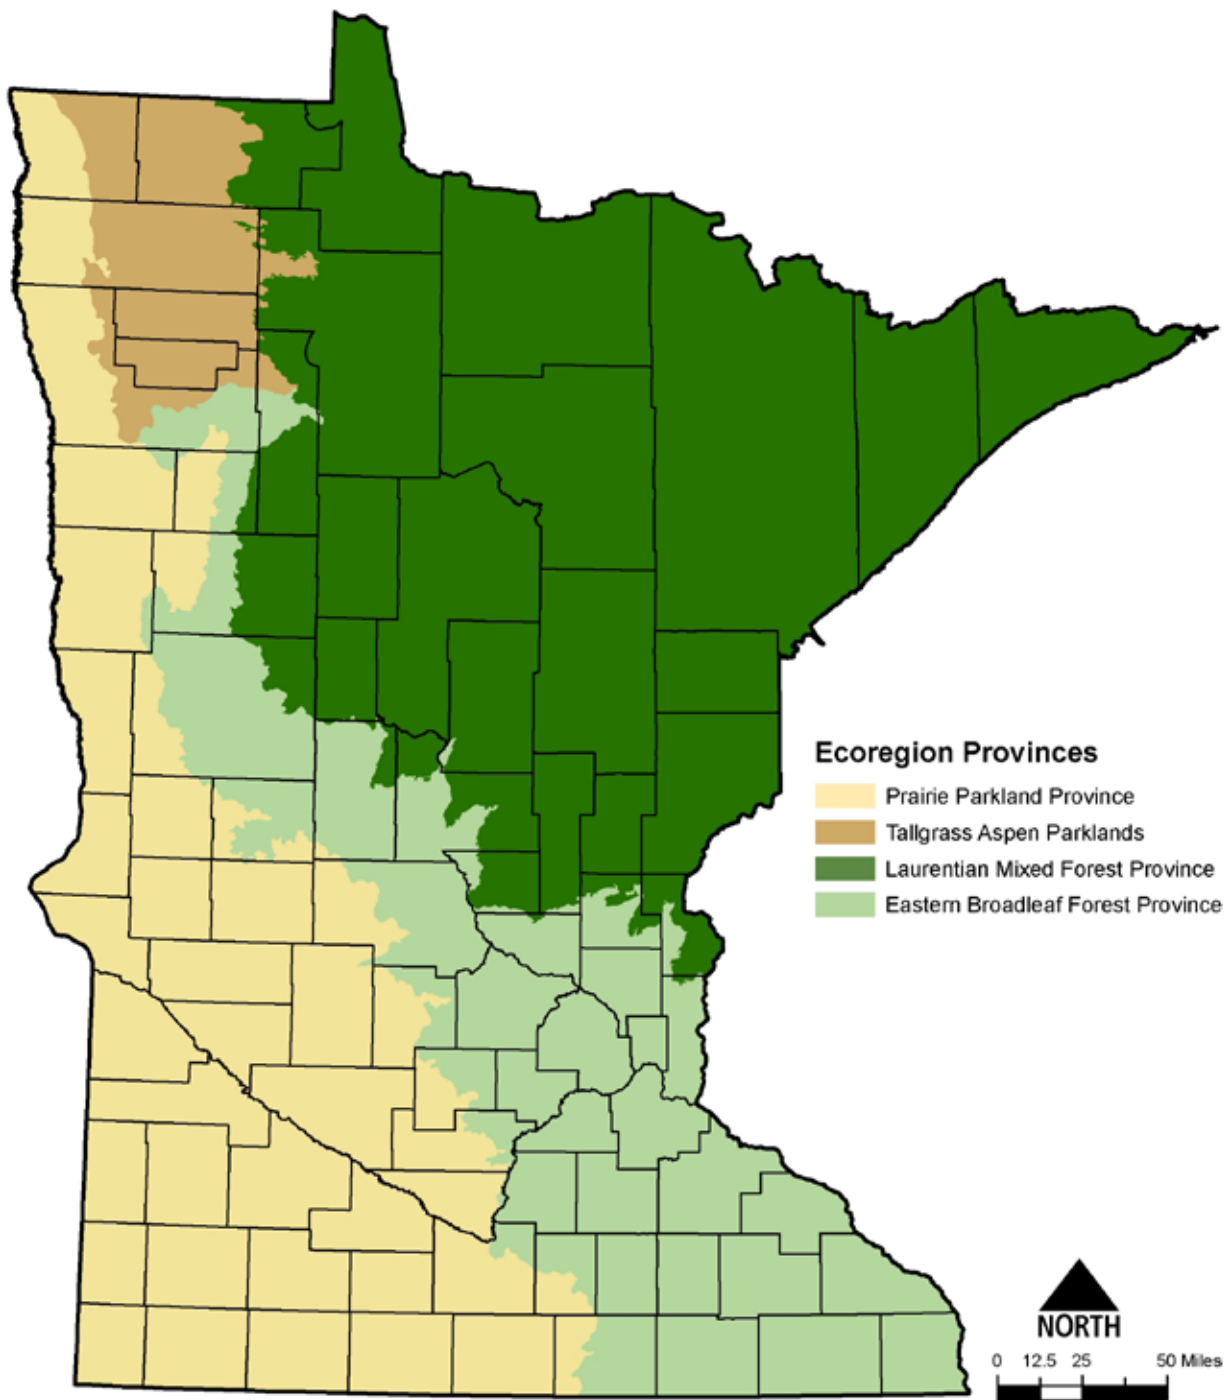 Ecoregion Provinces
Prairie Parkland Province
Tallgrass Aspen Parklands
Laurentian Mixed Forest Province
Eastern Broadleaf Forest Province
NORTH
0 12.5 25 50 Miles